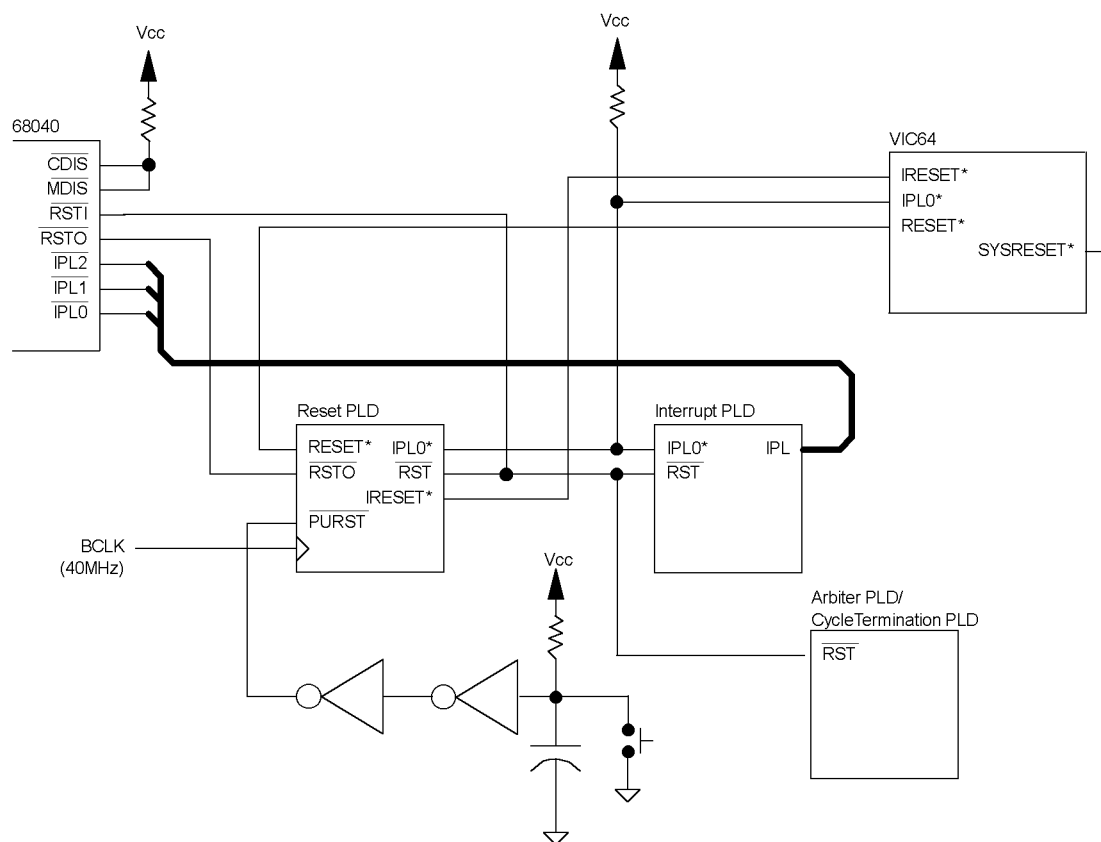 Vcc
Vcc
68040
CDIS
MDIS
RSTI
RSTO
IPL2
IPL1
IPL0
VIC64
IRESET*
IPL0*
RESET*
SYSRESET*
Reset PLD
RESET*
IPL0*
RSTO
RST
IRESET*
PURST
BCLK
(40MHz)
Interrupt PLD
IPL0*
IPL
RST
Vcc
Arbiter PLD/
CycleTermination PLD
RST